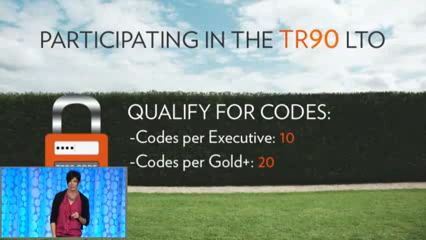 PARTICIPATING IN THE TR90 LTO
QUALIFY FOR CODES:
-Codes per Executive: 10
-Codes per Gold+: 20